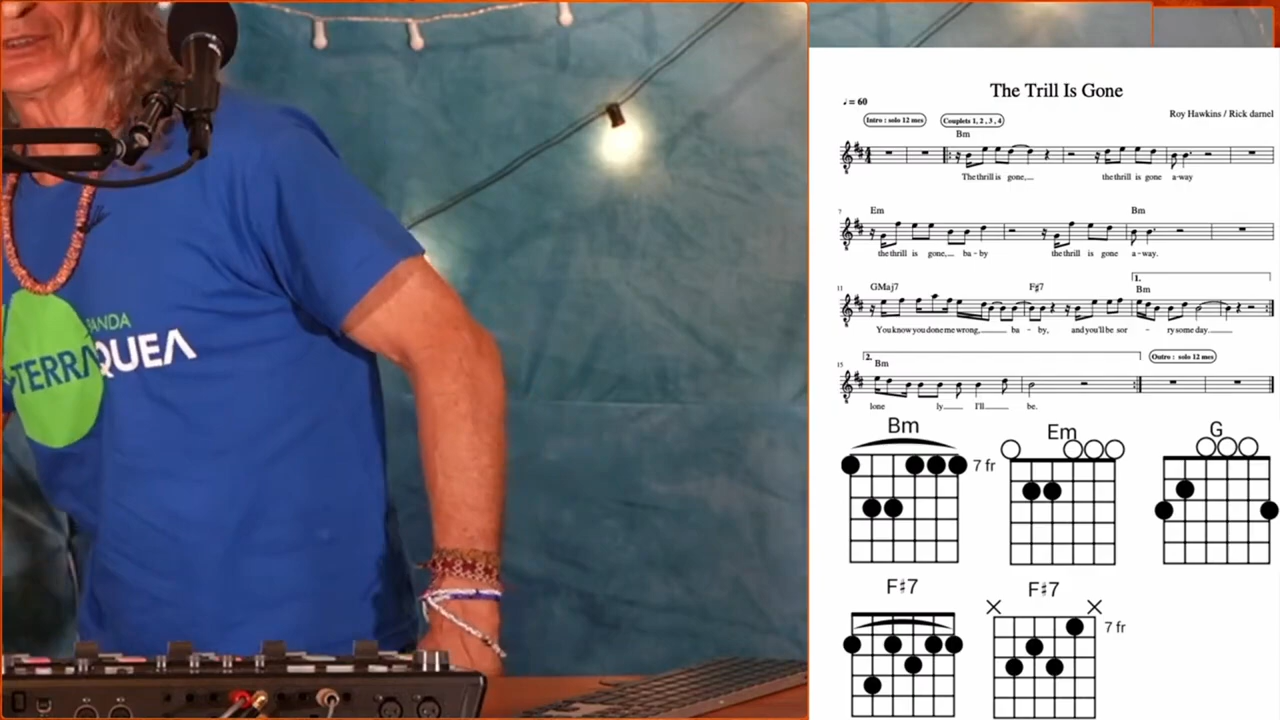 BANDA
TERRAQUEA
The Trill Is Gone
♩ = 60
Roy Hawkins / Rick darnel
Intro : solo 12 mes
Couplets 1, 2 , 3 , 4
Bm
The thrill is gone,... the thrill is gone a-way
7
Em Bm
the thrill is gone,... ba-by the thrill is gone a-way.
11
GMaj7 F♯7
1.
Bm
You know you done me wrong, ba-by, and you'll be sor-ry some day.
2.
Outro : solo 12 mes
15
Bm
lone ly I'll be.
Bm Em G
7 fr
F♯7 F♯7
7 fr